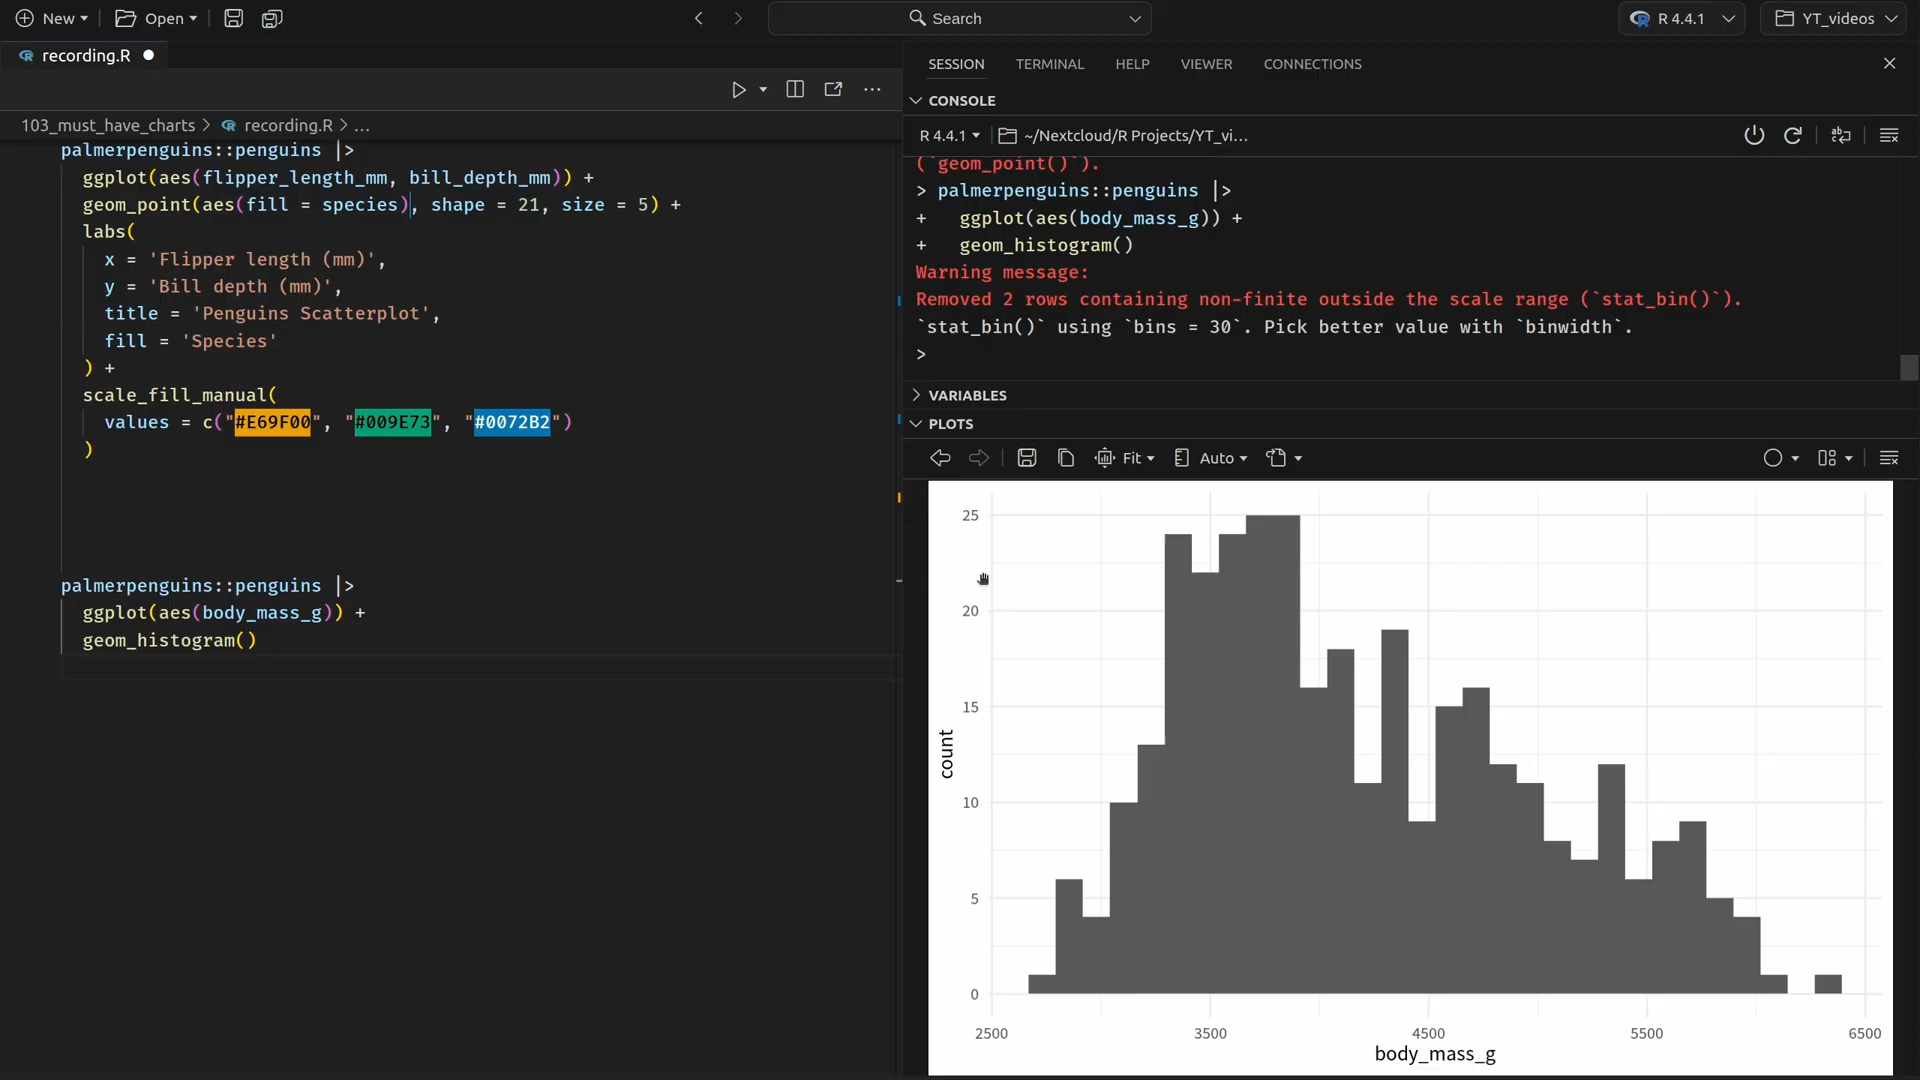 New
Open
Search
R 4.4.1
YT_videos
recording.R
103_must_have_charts > recording.R > …
palmerpenguins::penguins |>
ggplot(aes(flipper_length_mm, bill_depth_mm)) +
geom_point(aes(fill = species), shape = 21, size = 5) +
labs(
x = 'Flipper length (mm)',
y = 'Bill depth (mm)',
title = 'Penguins Scatterplot',
fill = 'Species'
) +
scale_fill_manual(
values = c("#E69F00", "#009E73", "#0072B2")
)
palmerpenguins::penguins |>
ggplot(aes(body_mass_g)) +
geom_histogram()
SESSION
TERMINAL
HELP
VIEWER
CONNECTIONS
CONSOLE
R 4.4.1
~/Nextcloud/R Projects/YT_vi…
(`geom_point()`).
> palmerpenguins::penguins |>
+ ggplot(aes(body_mass_g)) +
+ geom_histogram()
Warning message:
Removed 2 rows containing non-finite outside the scale range (`stat_bin()`).
`stat_bin()` using `bins = 30`. Pick better value with `binwidth`.
>
VARIABLES
PLOTS
Fit
Auto
25
20
15
10
5
0
count
2500
3500
4500
5500
6500
body_mass_g